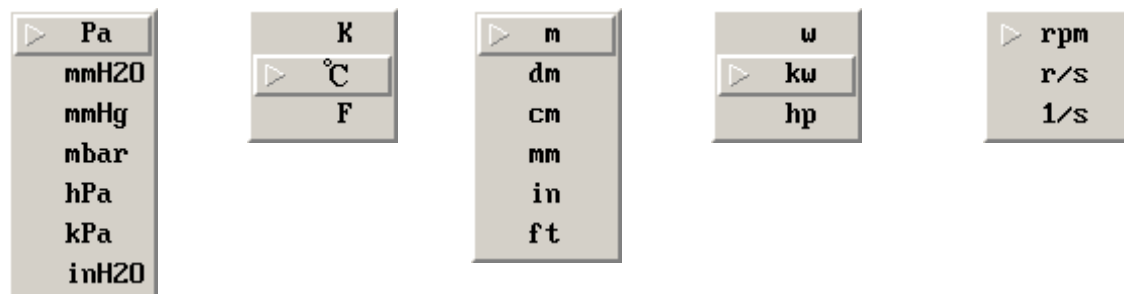 Pa
mmH2O
mmHg
mbar
hPa
kPa
inH2O
K
℃
F
m
dm
cm
mm
in
ft
w
kw
hp
rpm
r/s
1/s